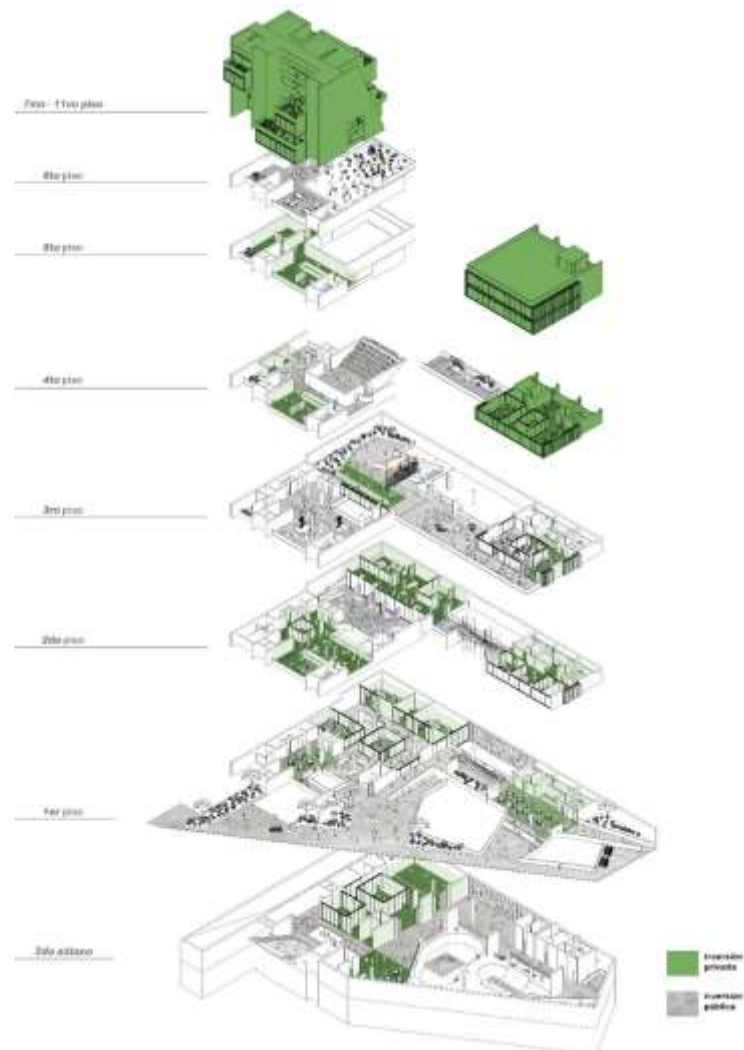 7mo - 11vo piso
6to piso
5to piso
4to piso
3ro piso
2do piso
1er piso
2do sótano
inversión
privada
inversión
pública